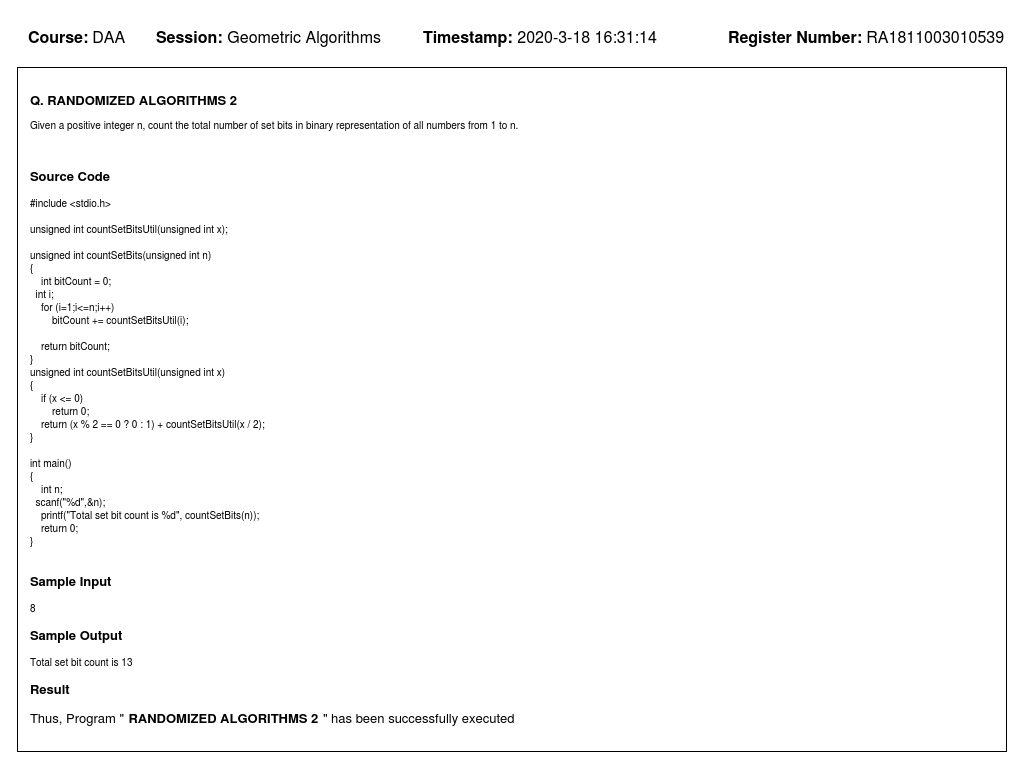 Course: DAA Session: Geometric Algorithms Timestamp: 2020-3-18 16:31:14 Register Number: RA1811003010539
Q. RANDOMIZED ALGORITHMS 2
Given a positive integer n, count the total number of set bits in binary representation of all numbers from 1 to n.
Source Code
#include <stdio.h>
unsigned int countSetBitsUtil(unsigned int x);
unsigned int countSetBits(unsigned int n)
{
    int bitCount = 0;
  int i;
    for (i=1;i<=n;i++)
        bitCount += countSetBitsUtil(i);
    return bitCount;
}
unsigned int countSetBitsUtil(unsigned int x)
{
    if (x <= 0)
        return 0;
    return (x % 2 == 0 ? 0 : 1) + countSetBitsUtil(x / 2);
}
int main()
{
    int n;
  scanf("%d",&n);
    printf("Total set bit count is %d", countSetBits(n));
    return 0;
}
Sample Input
8
Sample Output
Total set bit count is 13
Result
Thus, Program " RANDOMIZED ALGORITHMS 2 " has been successfully executed